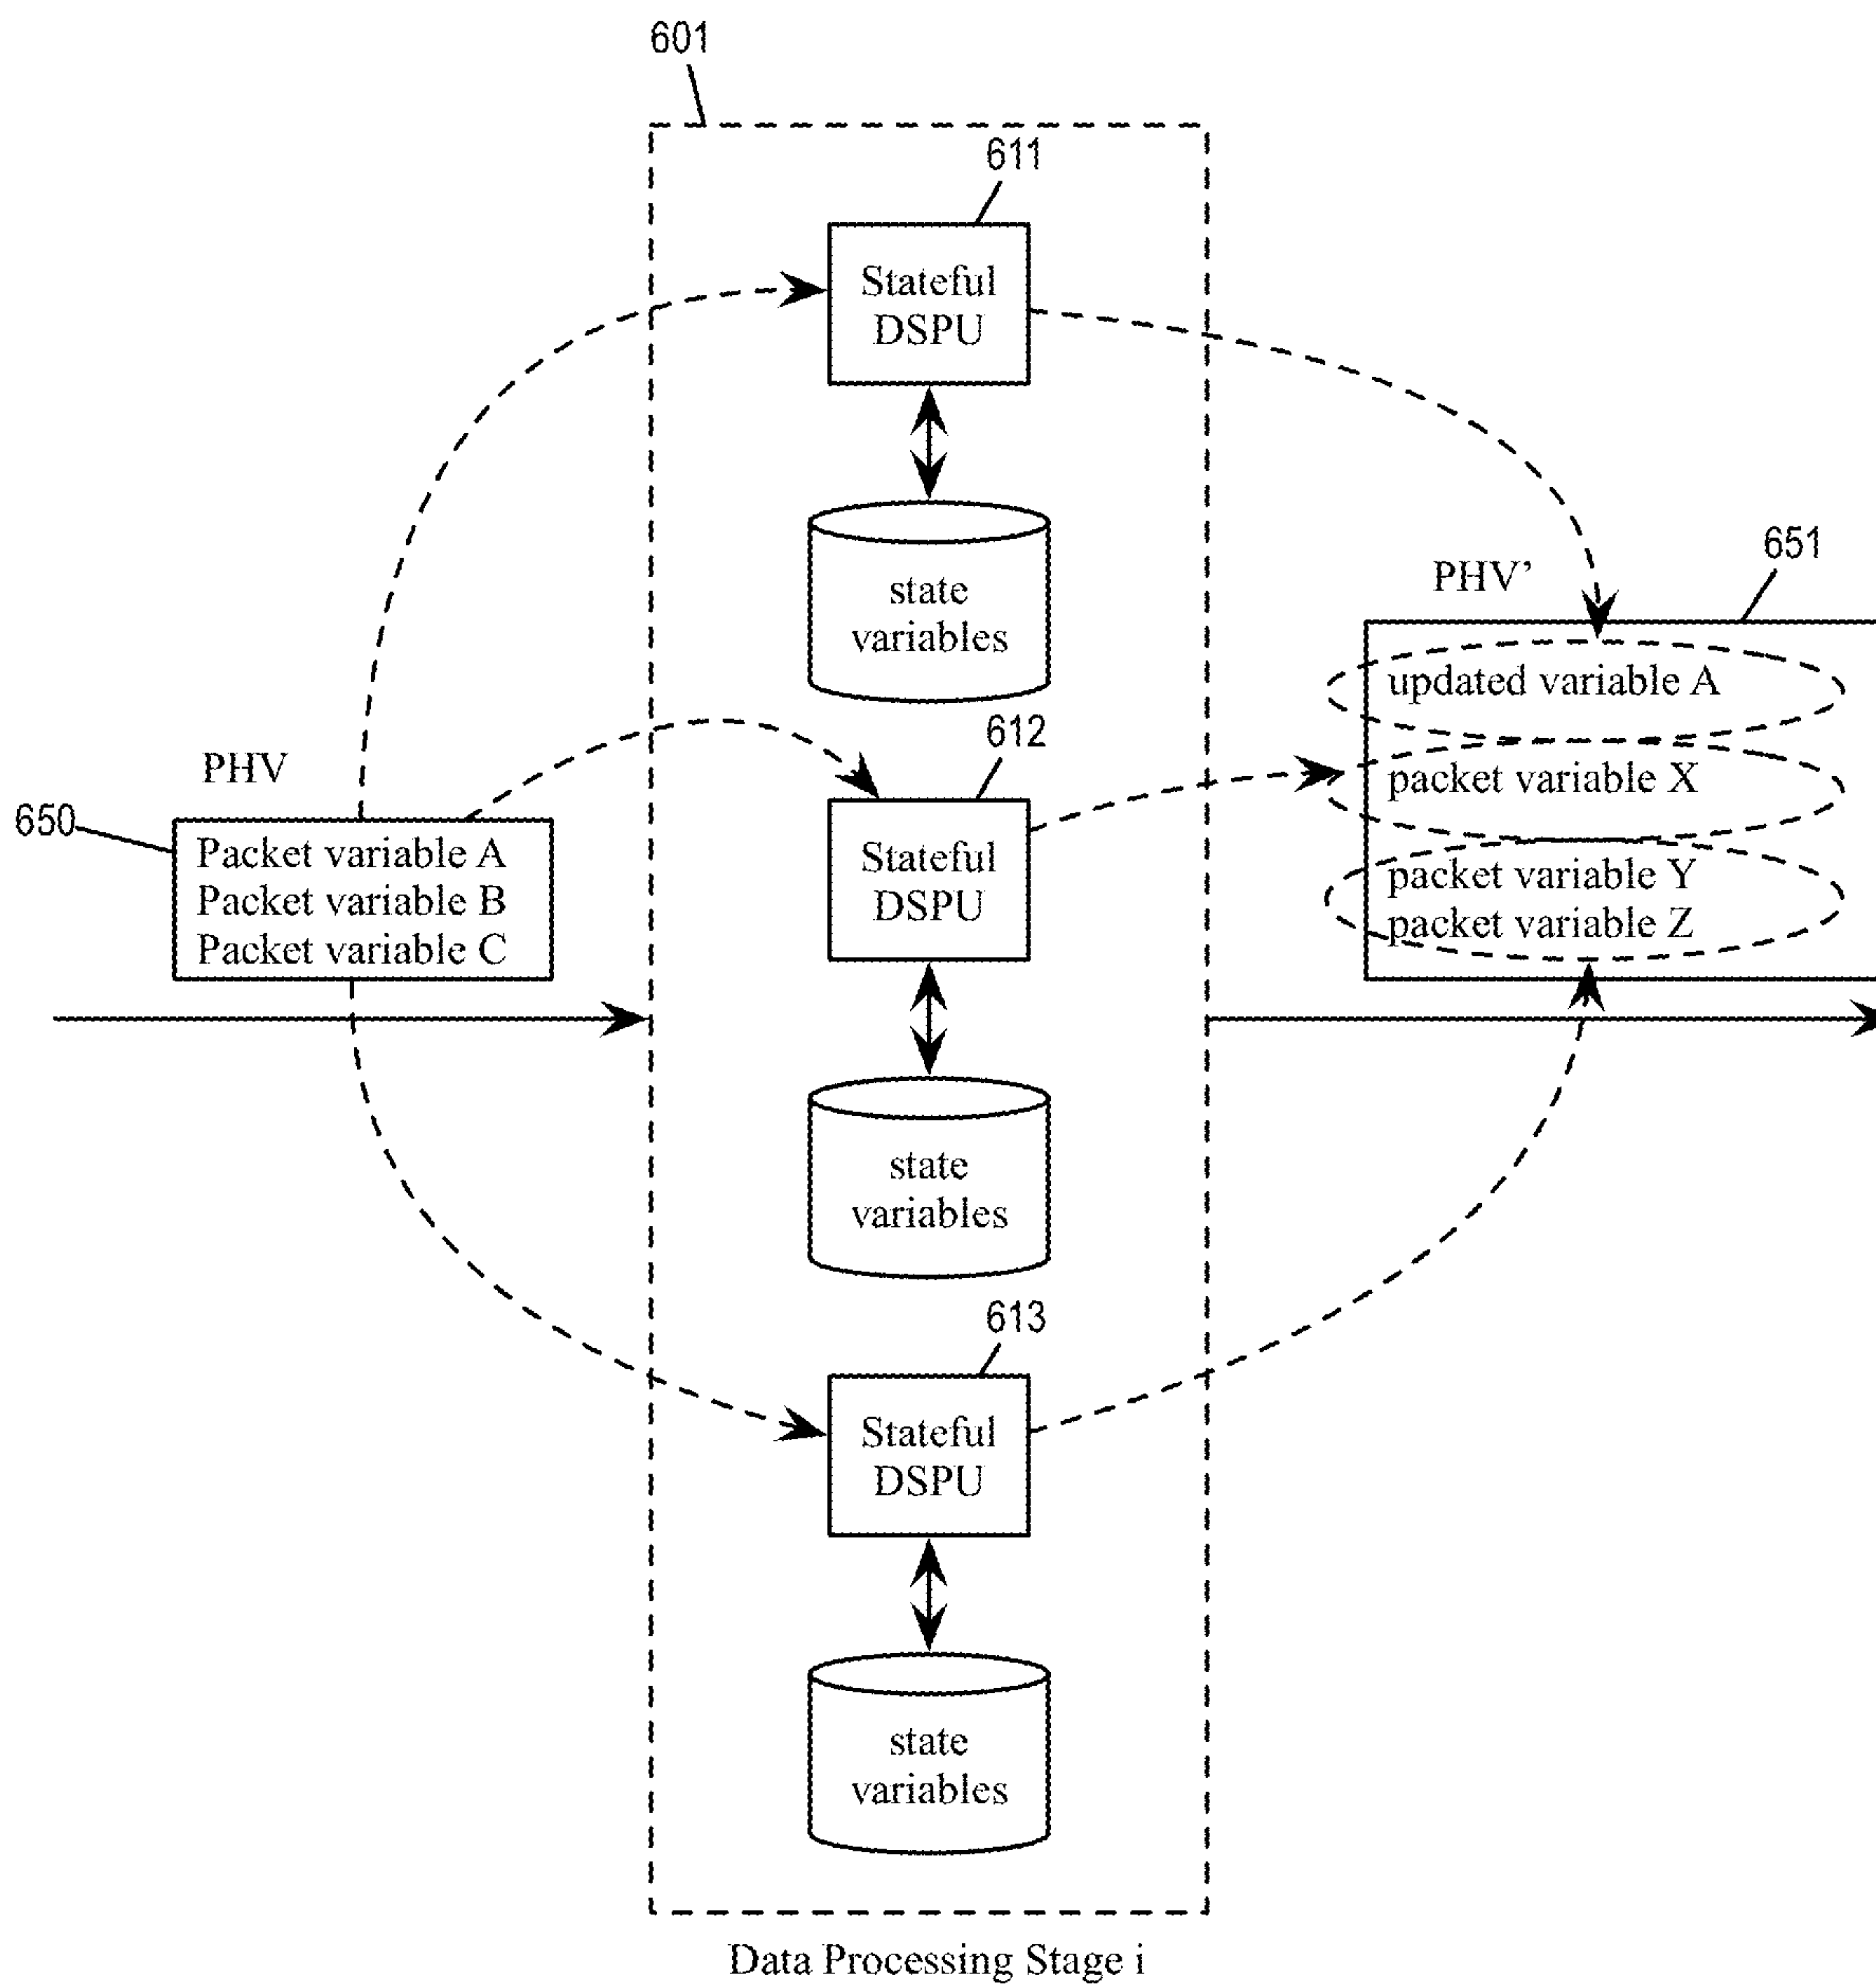 601
611
Stateful
DSPU
state
variables
PHV’
651
updated variable A
packet variable X
packet variable Y
packet variable Z
PHV
650
Packet variable A
Packet variable B
Packet variable C
612
Stateful
DSPU
state
variables
613
Stateful
DSPU
state
variables
Data Processing Stage i